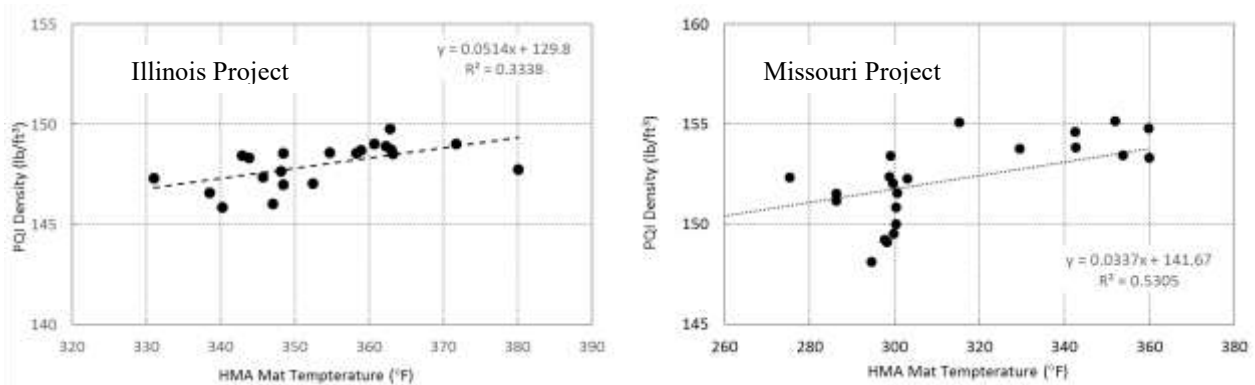 155
150
145
140
PQI Density (lb/ft³)
Illinois Project
y = 0.0514x + 129.8
R² = 0.3338
320 330 340 350 360 370 380 390
HMA Mat Tempterature (°F)
160
155
150
145
PQI Density (lb/ft³)
Missouri Project
y = 0.0337x + 141.67
R² = 0.5305
260 280 300 320 340 360 380
HMA Mat Tempterature (°F)